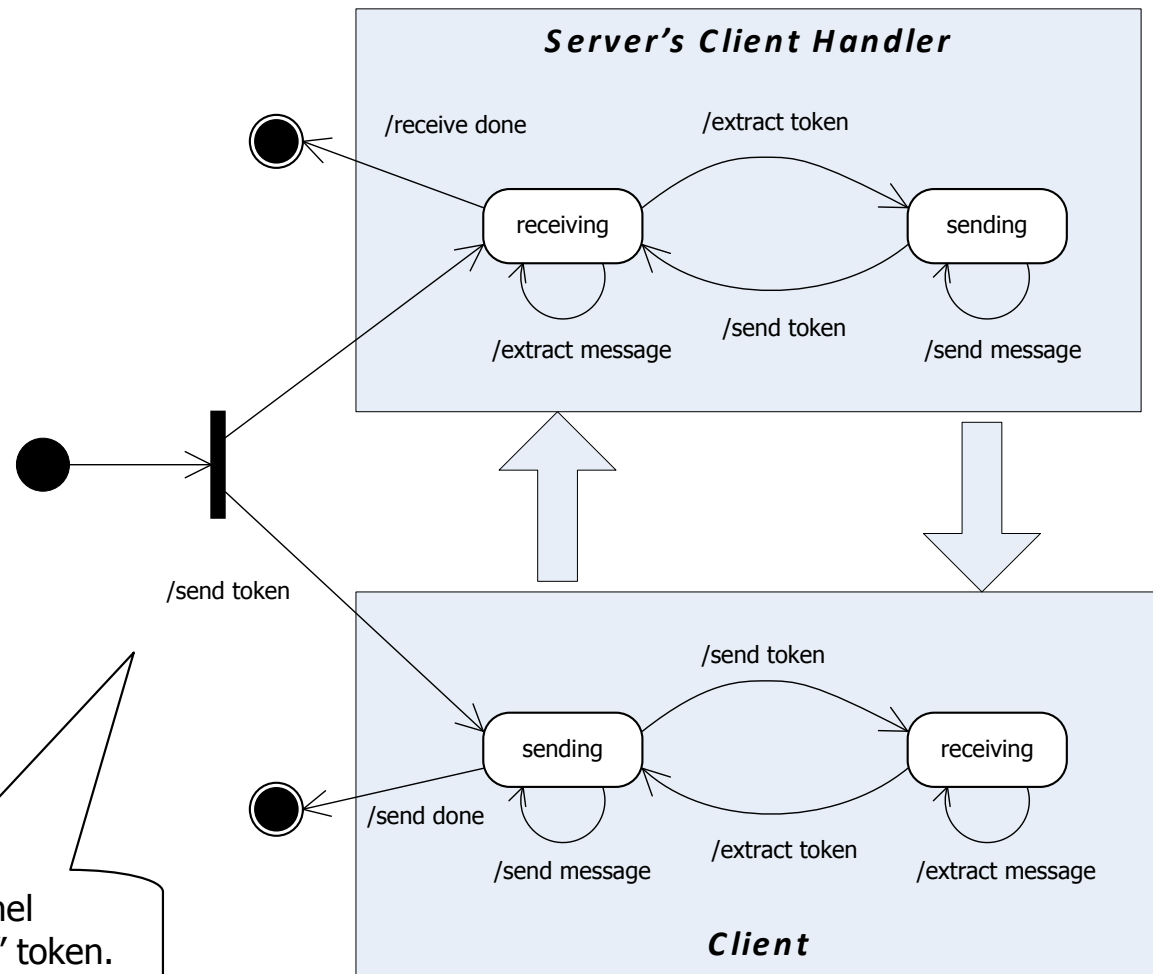 Server's Client Handler
/receive done
/extract token
receiving
sending
/send token
/extract message
/send message
/send token
/send token
sending
receiving
/send done
/extract token
/send message
/extract message
" token.
Client